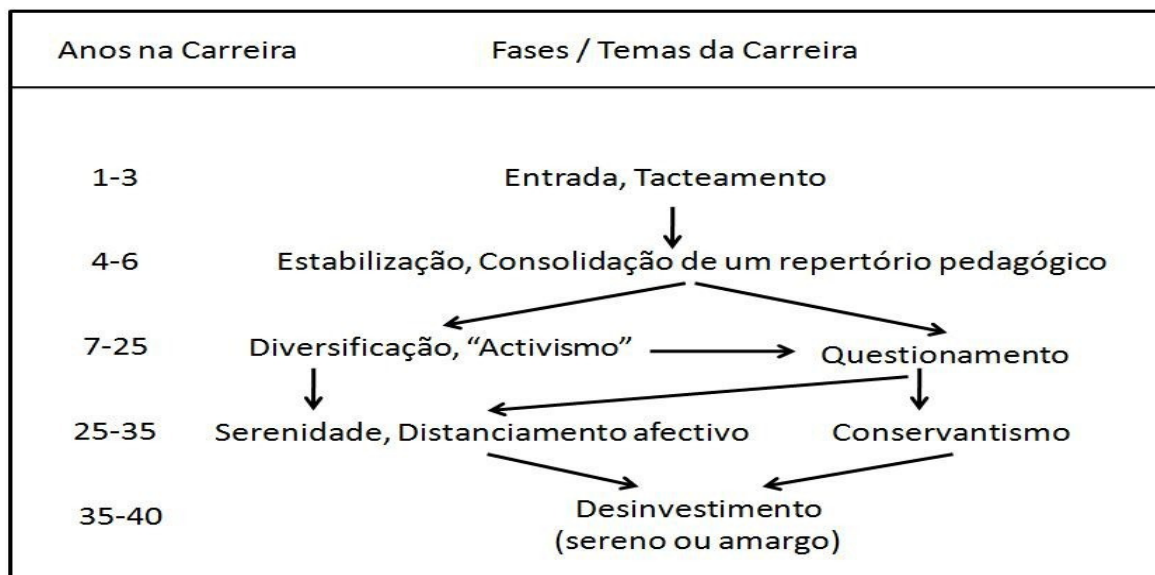 Anos na Carreira Fases / Temas da Carreira
1-3 Entrada, Tacteamento
4-6 Estabilização, Consolidação de um repertório pedagógico
7-25 Diversificação, “Activismo” Questionamento
25-35 Serenidade, Distanciamento afectivo Conservantismo
35-40 Desinvestimento
(sereno ou amargo)